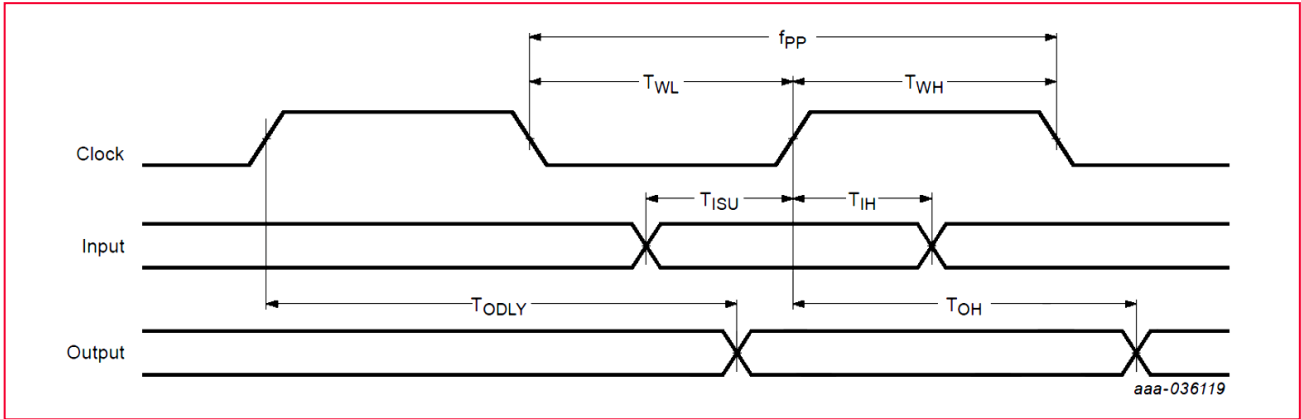 fPP
TWL TWH
Clock
TISU TIH
Input
TODLY TOH
Output
aaa-036119